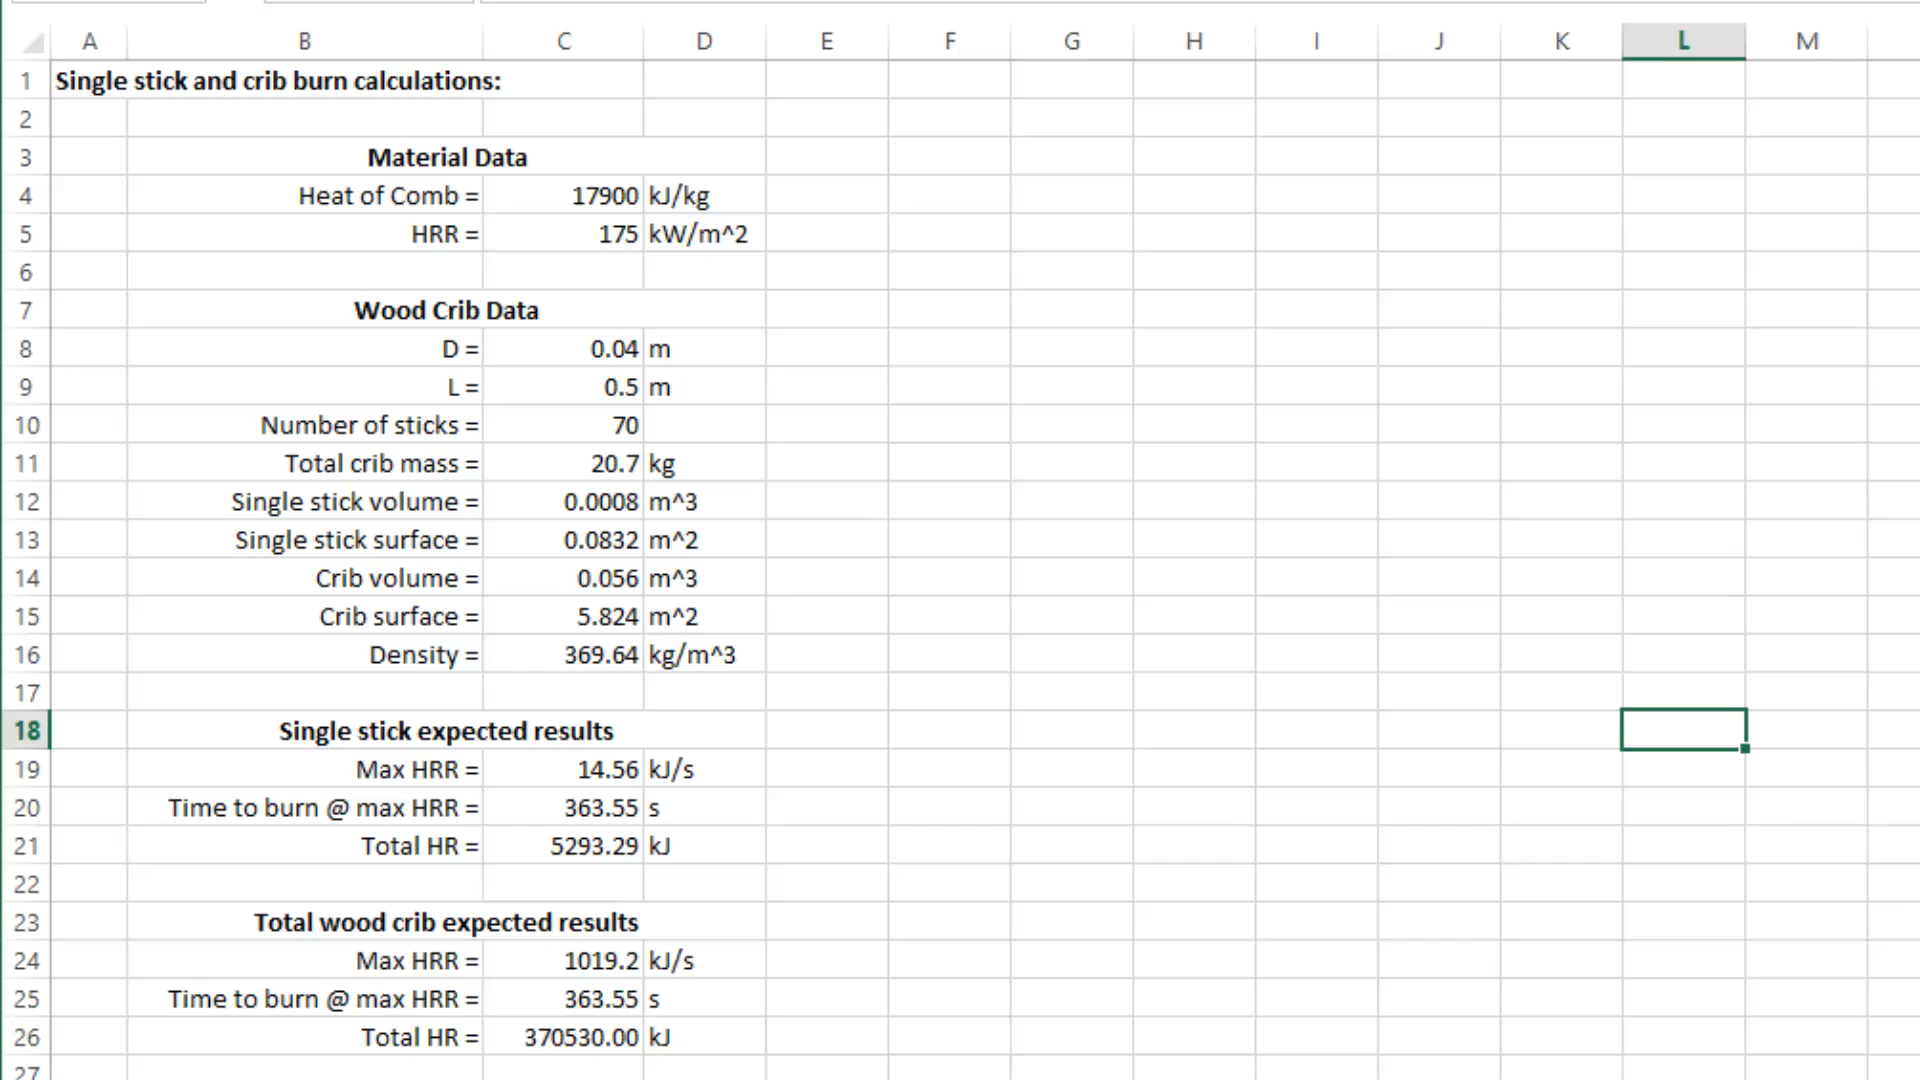 A B C D E F G H I J K L M
1 Single stick and crib burn calculations:
2
3 Material Data
4 Heat of Comb = 17900 kJ/kg
5 HRR = 175 kW/m^2
6
7 Wood Crib Data
8 D = 0.04 m
9 L = 0.5 m
10 Number of sticks = 70
11 Total crib mass = 20.7 kg
12 Single stick volume = 0.0008 m^3
13 Single stick surface = 0.0832 m^2
14 Crib volume = 0.056 m^3
15 Crib surface = 5.824 m^2
16 Density = 369.64 kg/m^3
17
18 Single stick expected results
19 Max HRR = 14.56 kJ/s
20 Time to burn @ max HRR = 363.55 s
21 Total HR = 5293.29 kJ
22
23 Total wood crib expected results
24 Max HRR = 1019.2 kJ/s
25 Time to burn @ max HRR = 363.55 s
26 Total HR = 370530.00 kJ
27